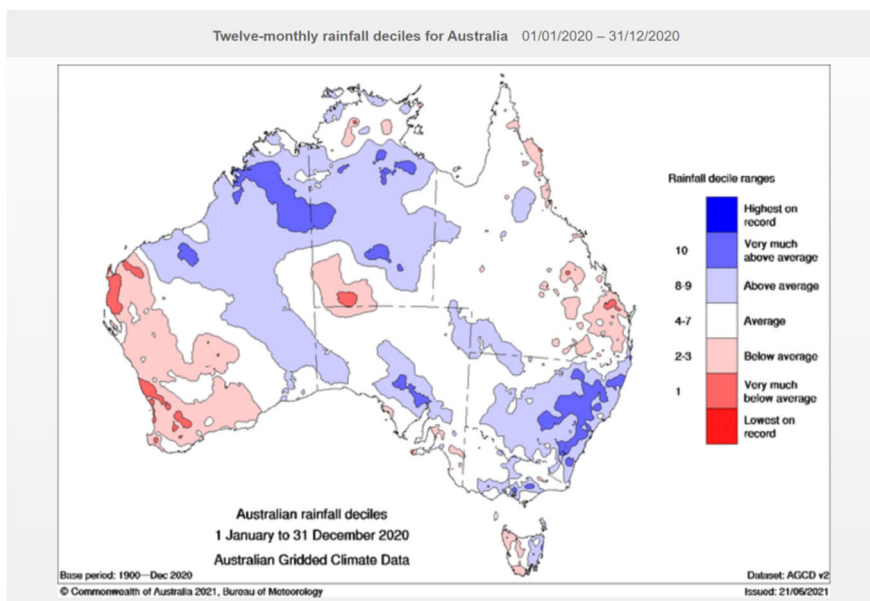 Twelve-monthly rainfall deciles for Australia 01/01/2020 – 31/12/2020
Rainfall decile ranges
Highest on
record
10 Very much
above average
8-9 Above average
4-7 Average
2-3 Below average
1 Very much
below average
Lowest on
record
Australian rainfall deciles
1 January to 31 December 2020
Australian Gridded Climate Data
Base period: 1900—Dec 2020 Dataset: AGCD v2
© Commonwealth of Australia 2021, Bureau of Meteorology Issued: 21/06/2021